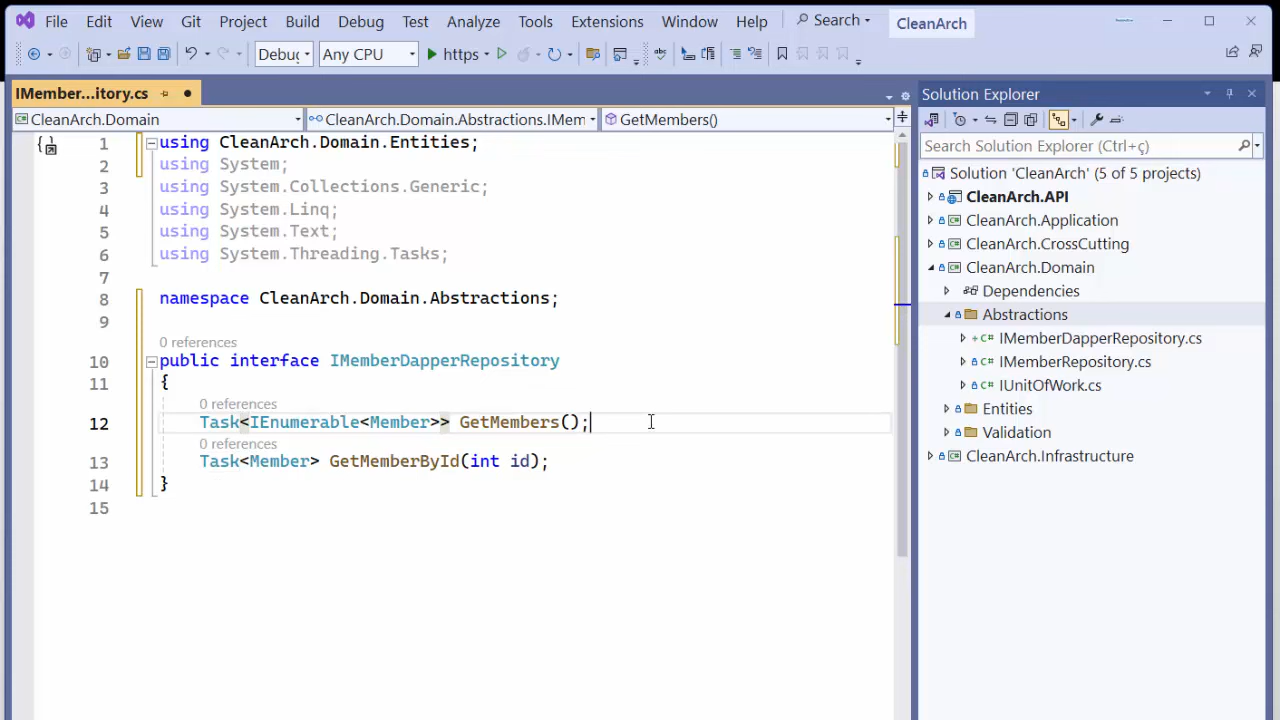 File Edit View Git Project Build Debug Test Analyze Tools Extensions Window Help Search CleanArch
Debug Any CPU https
IMember...itory.cs
CleanArch.Domain CleanArch.Domain.Abstractions.IMem GetMembers()
1 using CleanArch.Domain.Entities;
2 using System;
3 using System.Collections.Generic;
4 using System.Linq;
5 using System.Text;
6 using System.Threading.Tasks;
7
8 namespace CleanArch.Domain.Abstractions;
9
0 references
10 public interface IMemberDapperRepository
11 {
0 references
12 Task<IEnumerable<Member>> GetMembers();
0 references
13 Task<Member> GetMemberById(int id);
14 }
15
Solution Explorer
Search Solution Explorer (Ctrl+ç)
Solution 'CleanArch' (5 of 5 projects)
CleanArch.API
CleanArch.Application
CleanArch.CrossCutting
CleanArch.Domain
Dependencies
Abstractions
IMemberDapperRepository.cs
IMemberRepository.cs
IUnitOfWork.cs
Entities
Validation
CleanArch.Infrastructure